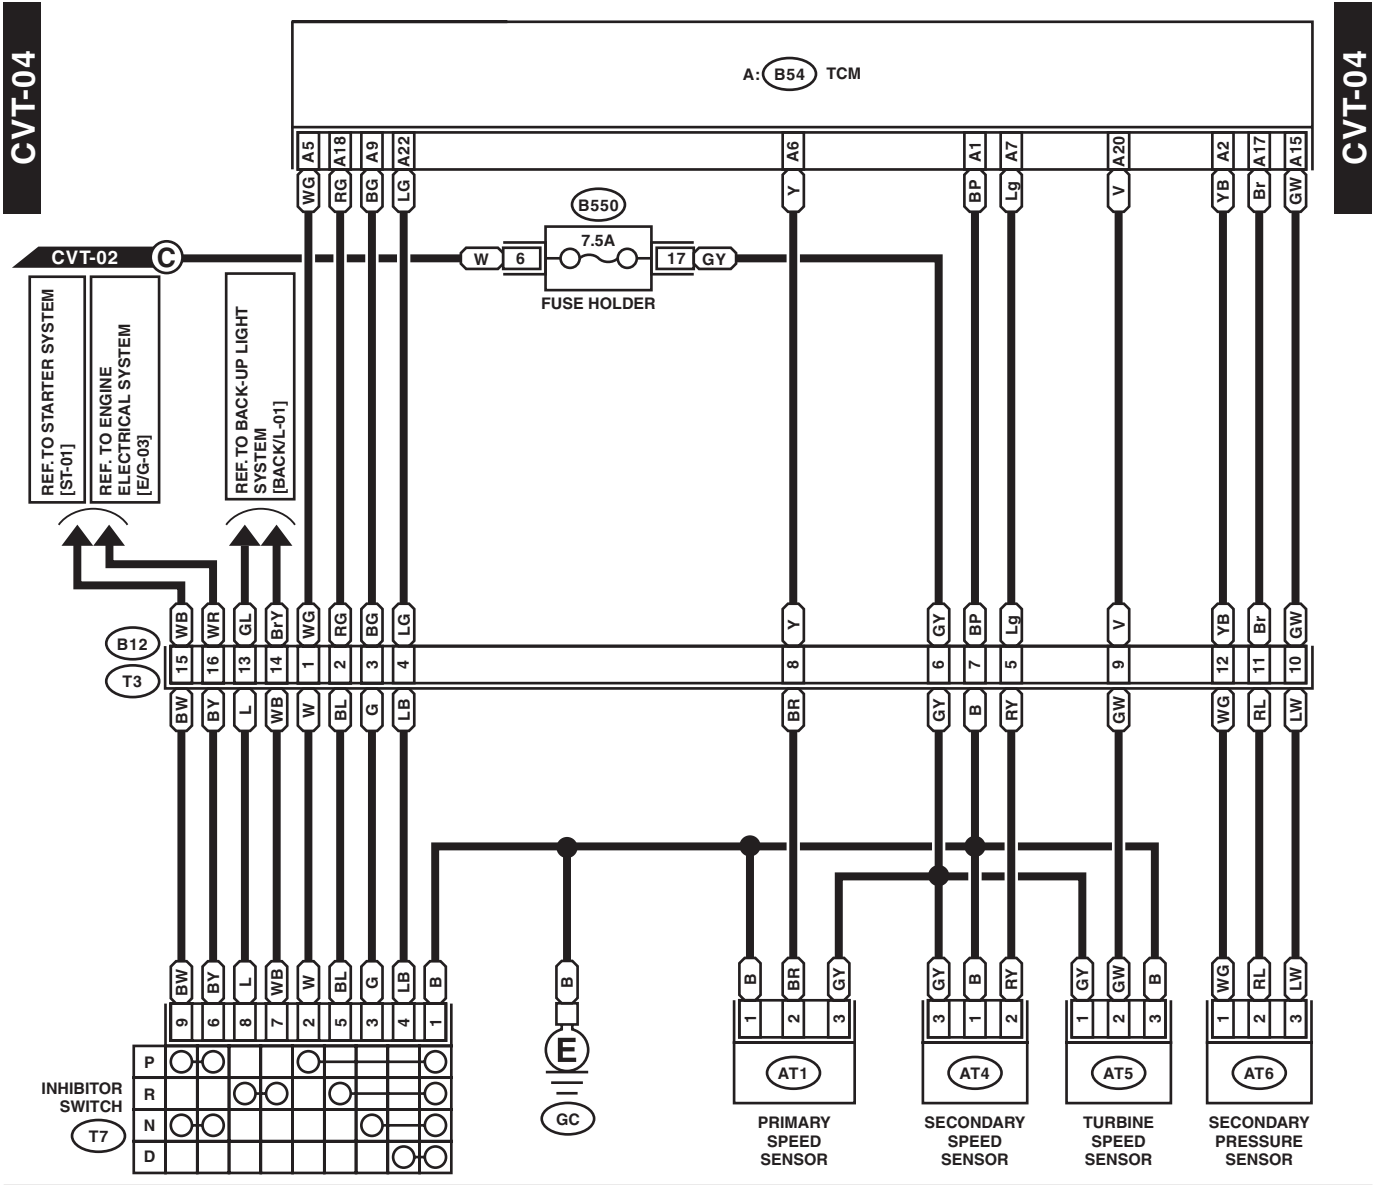 CVT-04
CVT-04
A: B54 TCM
A5 A18 A9 A22 A6 A1 A7 A20 A2 A17 A15
WG RG BG LG Y BP Lg V YB Br GW
B550
7.5A
CVT-02 C W 6 17 GY
FUSE HOLDER
REF.TO STARTER SYSTEM
[ST-01]
REF. TO ENGINE
ELECTRICAL SYSTEM
[E/G-03]
REF.TO BACK-UP LIGHT
SYSTEM
[BACK/L-01]
WB WR GL BrY WG RG BG LG Y GY BP Lg V YB Br GW
B12
15 16 13 14 1 2 3 4 8 6 7 5 9 12 11 10
T3
BW BY L WB W BL G LB BR GY B RY GW WG RL LW
BW BY L WB W BL G LB B B B BR GY GY B RY GY GW B WG RL LW
9 6 8 7 2 5 3 4 1 1 2 3 3 1 2 1 2 3 1 2 3
E
P
R
N
D
INHIBITOR
SWITCH
T7
GC
AT1 AT4 AT5 AT6
PRIMARY
SPEED
SENSOR
SECONDARY
SPEED
SENSOR
TURBINE
SPEED
SENSOR
SECONDARY
PRESSURE
SENSOR